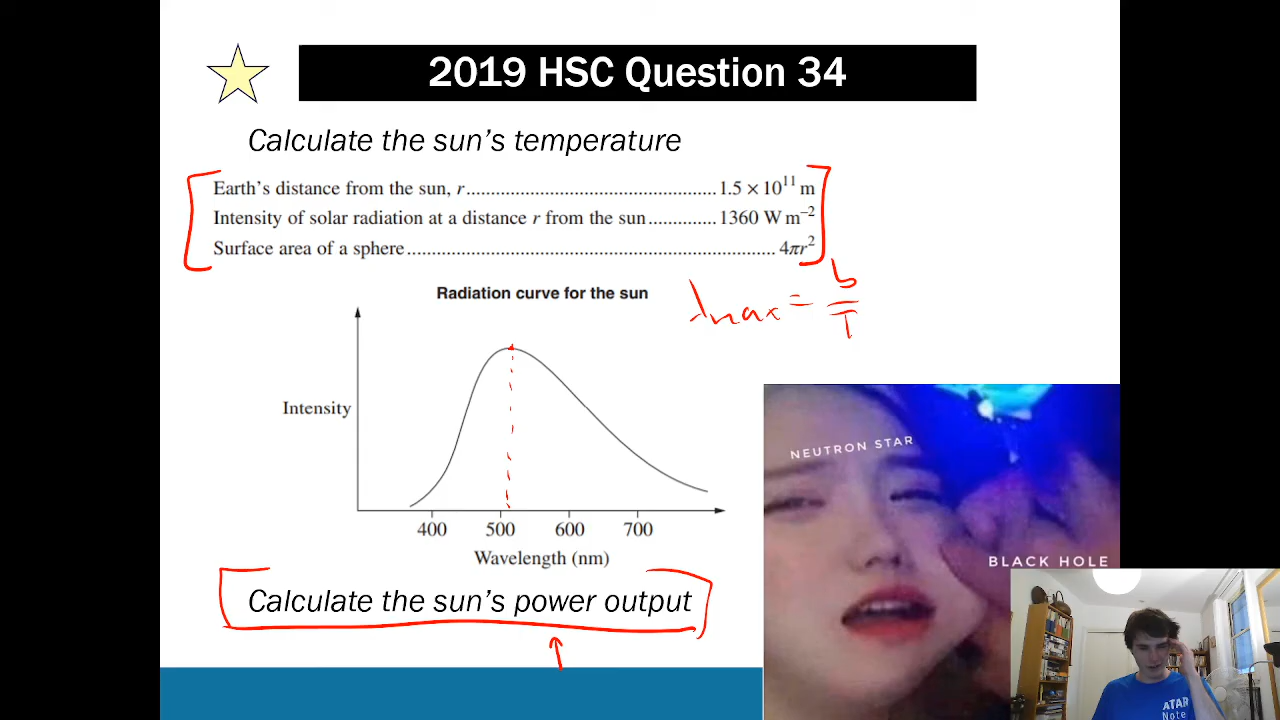 2019 HSC Question 34
Calculate the sun's temperature
Earth's distance from the sun, r.................................................... 1.5 × 10¹¹ m
Intensity of solar radiation at a distance r from the sun.............. 1360 W m⁻²
Surface area of a sphere......................................................................... 4πr²
λmax = b/T
Radiation curve for the sun
Intensity
400 500 600 700
Wavelength (nm)
Calculate the sun's power output
NEUTRON STAR
BLACK HOLE
ATAR
Note